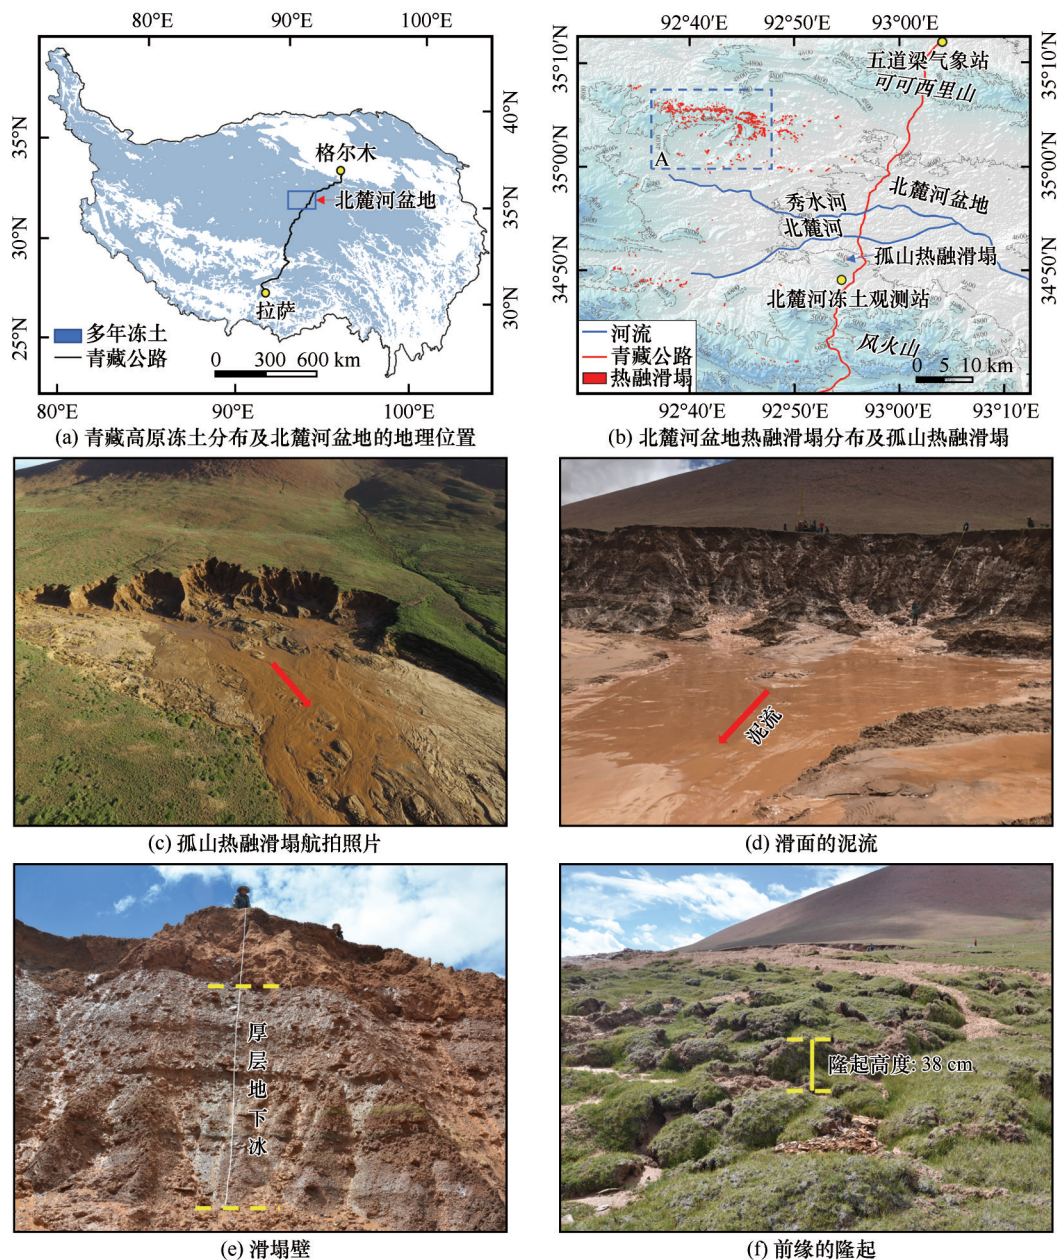 80°E 90°E 100°E
40°N
35°N
35°N
30°N
30°N
25°N
格尔木
北麓河盆地
拉萨
多年冻土
青藏公路
0 300 600 km
80°E 90°E 100°E
(a) 青藏高原冻土分布及北麓河盆地的地理位置
92°40′E 92°50′E 93°00′E
35°10′N
35°10′N
35°00′N
35°00′N
34°50′N
34°50′N
五道梁气象站
可可西里山
A
秀水河
北麓河盆地
北麓河
孤山热融滑塌
北麓河冻土观测站
风火山
河流
青藏公路
热融滑塌
0 5 10 km
92°40′E 92°50′E 93°00′E 93°10′E
(b) 北麓河盆地热融滑塌分布及孤山热融滑塌
(c) 孤山热融滑塌航拍照片
泥流
(d) 滑面的泥流
厚层地下冰
(e) 滑塌壁
隆起高度: 38 cm
(f) 前缘的隆起